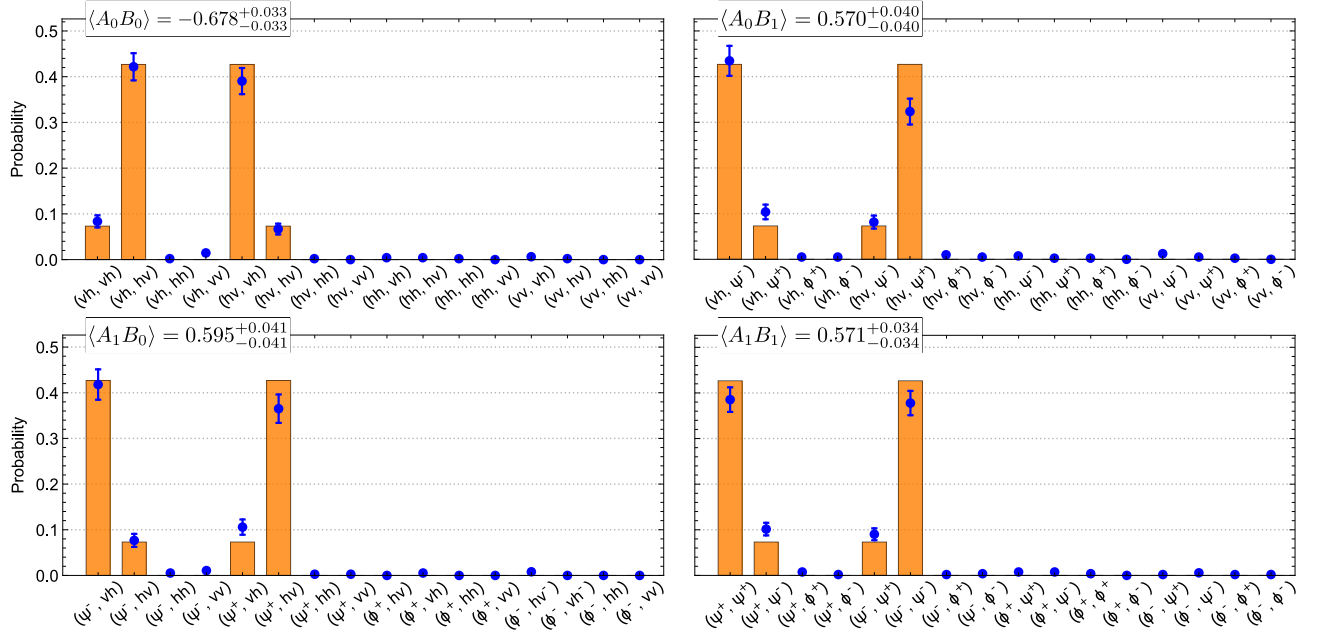 ⟨A₀B₀⟩ = −0.678 +0.033 −0.033
Probability
0.5
0.4
0.3
0.2
0.1
0.0
(vh, vh)
(vh, hv)
(vh, hh)
(vh, vv)
(hv, vh)
(hv, hv)
(hv, hh)
(hv, vv)
(hh, vh)
(hh, hv)
(hh, hh)
(hh, vv)
(vv, vh)
(vv, hv)
(vv, hh)
(vv, vv)
⟨A₀B₁⟩ = 0.570 +0.040 −0.040
(vh, ψ⁻)
(vh, ψ⁺)
(vh, ϕ⁺)
(vh, ϕ⁻)
(hv, ψ⁻)
(hv, ψ⁺)
(hv, ϕ⁺)
(hv, ϕ⁻)
(hh, ψ⁻)
(hh, ψ⁺)
(hh, ϕ⁺)
(hh, ϕ⁻)
(vv, ψ⁻)
(vv, ψ⁺)
(vv, ϕ⁺)
(vv, ϕ⁻)
⟨A₁B₀⟩ = 0.595 +0.041 −0.041
Probability
0.5
0.4
0.3
0.2
0.1
0.0
(ψ⁻, vh)
(ψ⁻, hv)
(ψ⁻, hh)
(ψ⁻, vv)
(ψ⁺, vh)
(ψ⁺, hv)
(ψ⁺, hh)
(ψ⁺, vv)
(ϕ⁺, hv)
(ϕ⁺, vh)
(ϕ⁺, hh)
(ϕ⁺, vv)
(ϕ⁻, hv⁻)
(ϕ⁻, vh⁻)
(ϕ⁻, hh)
(ϕ⁻, vv)
⟨A₁B₁⟩ = 0.571 +0.034 −0.034
(ψ⁺, ψ⁺)
(ψ⁺, ψ⁻)
(ψ⁺, ϕ⁺)
(ψ⁺, ϕ⁻)
(ψ⁻, ψ⁺)
(ψ⁻, ψ⁻)
(ψ⁻, ϕ⁺)
(ψ⁻, ϕ⁻)
(ϕ⁺, ψ⁺)
(ϕ⁺, ψ⁻)
(ϕ⁺, ϕ⁺
(ϕ⁺, ϕ⁻)
(ϕ⁻, ψ⁺)
(ϕ⁻, ψ⁻)
(ϕ⁻, ϕ⁺)
(ϕ⁻, ϕ⁻)